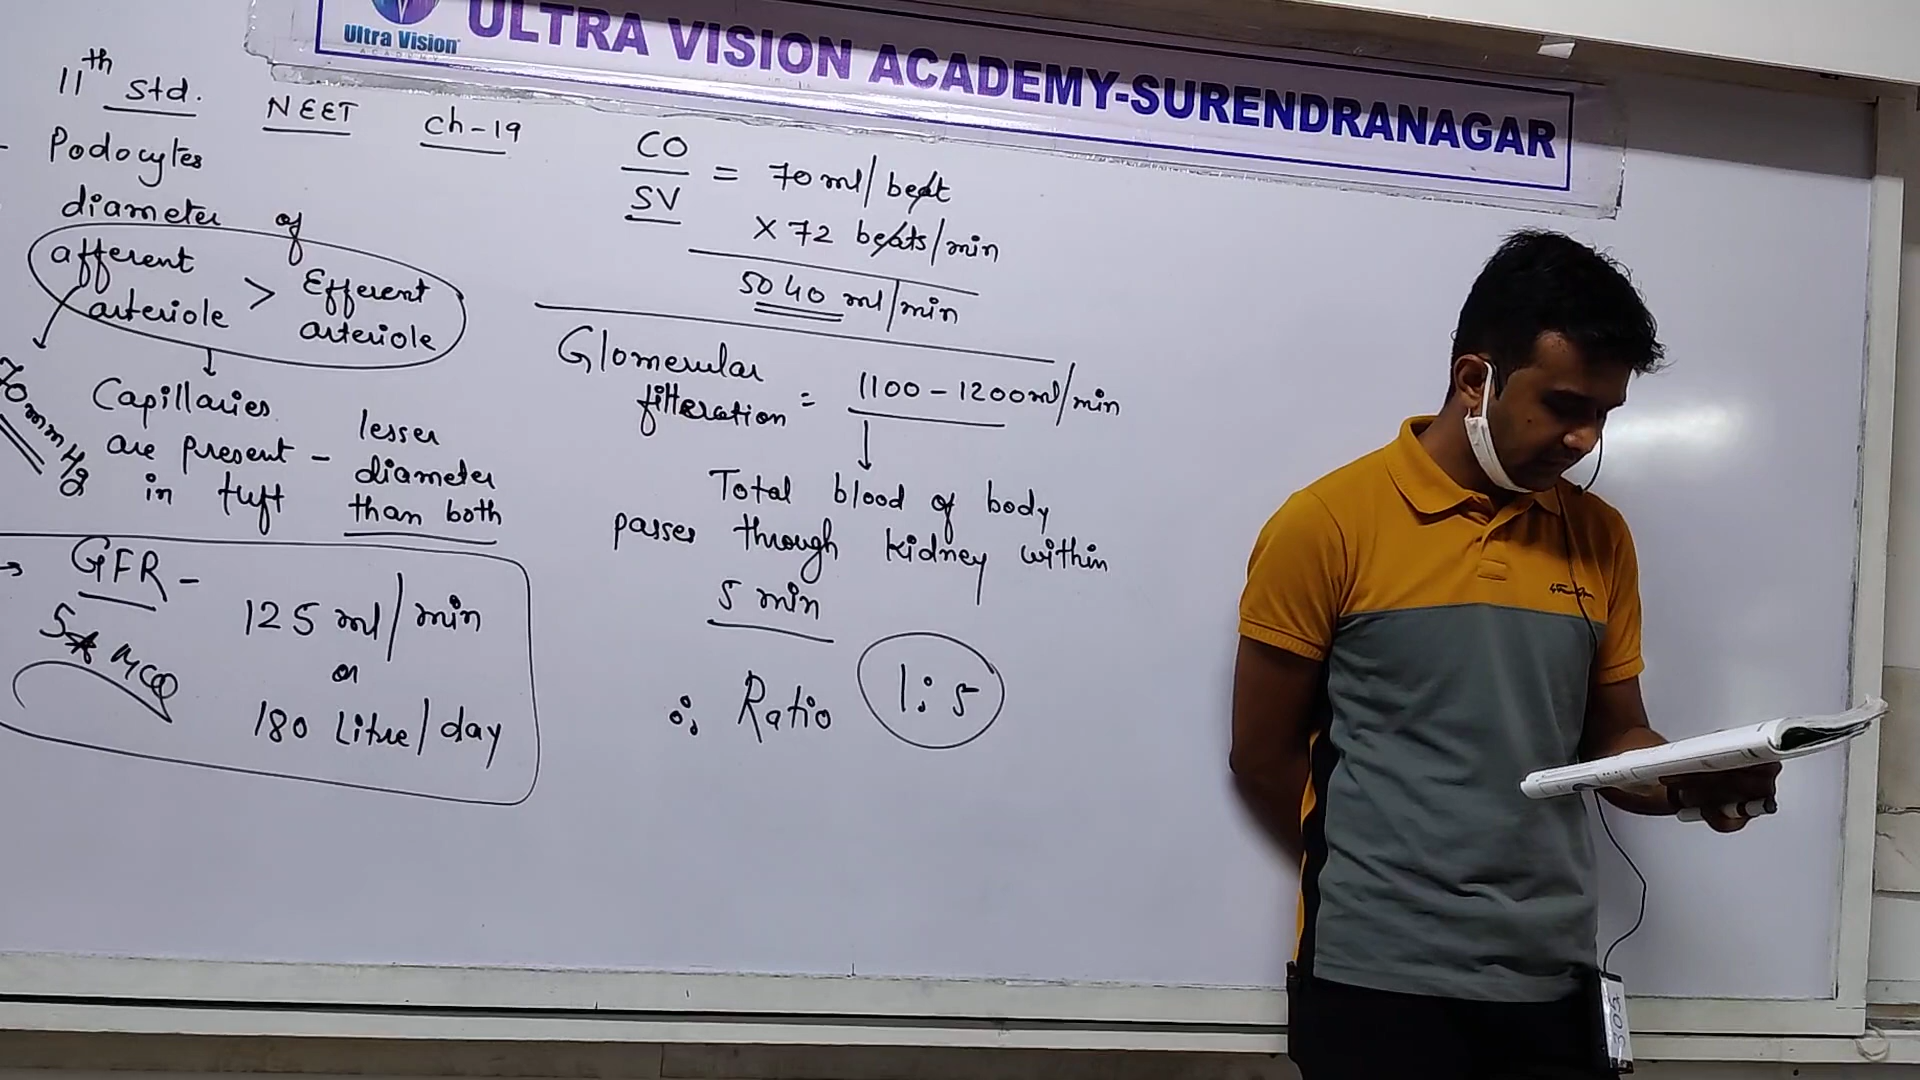 Ultra Vision
ACADEMY
ULTRA VISION ACADEMY-SURENDRANAGAR
11th std. NEET Ch-19
- Podocytes
diameter of
afferent arteriole > Efferent arteriole
70mmHg
Capillaries
are present - lesser
in tuft diameter
than both
→ GFR - 125 ml/min
or
180 Litre/day
5★ MCQ
CO
SV = 70 ml/beat
X 72 beats/min
5040 ml/min
Glomerular
filteration = 1100 - 1200ml/min
Total blood of body
passes through kidney within
5 min
∴ Ratio 1:5
305